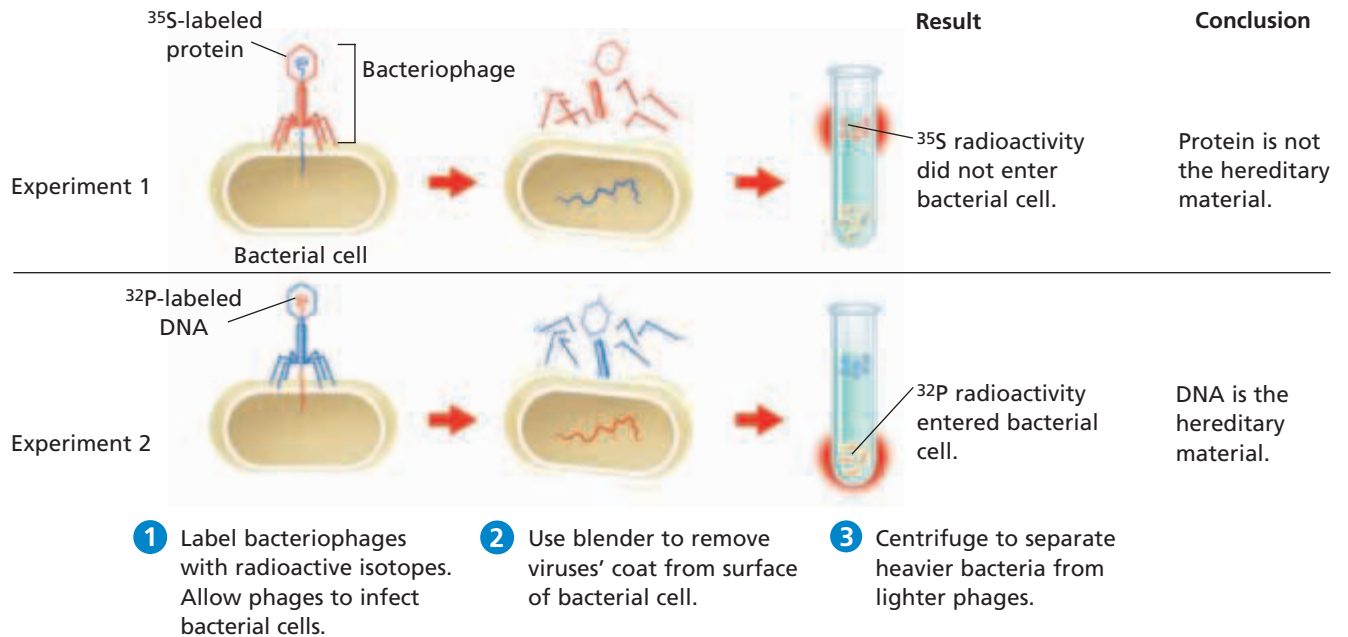 Result
Conclusion
³⁵S-labeled
protein
Bacteriophage
Experiment 1
Bacterial cell
³⁵S radioactivity
did not enter
bacterial cell.
Protein is not
the hereditary
material.
³²P-labeled
DNA
Experiment 2
³²P radioactivity
entered bacterial
cell.
DNA is the
hereditary
material.
1 Label bacteriophages
with radioactive isotopes.
Allow phages to infect
bacterial cells.
2 Use blender to remove
viruses’ coat from surface
of bacterial cell.
3 Centrifuge to separate
heavier bacteria from
lighter phages.